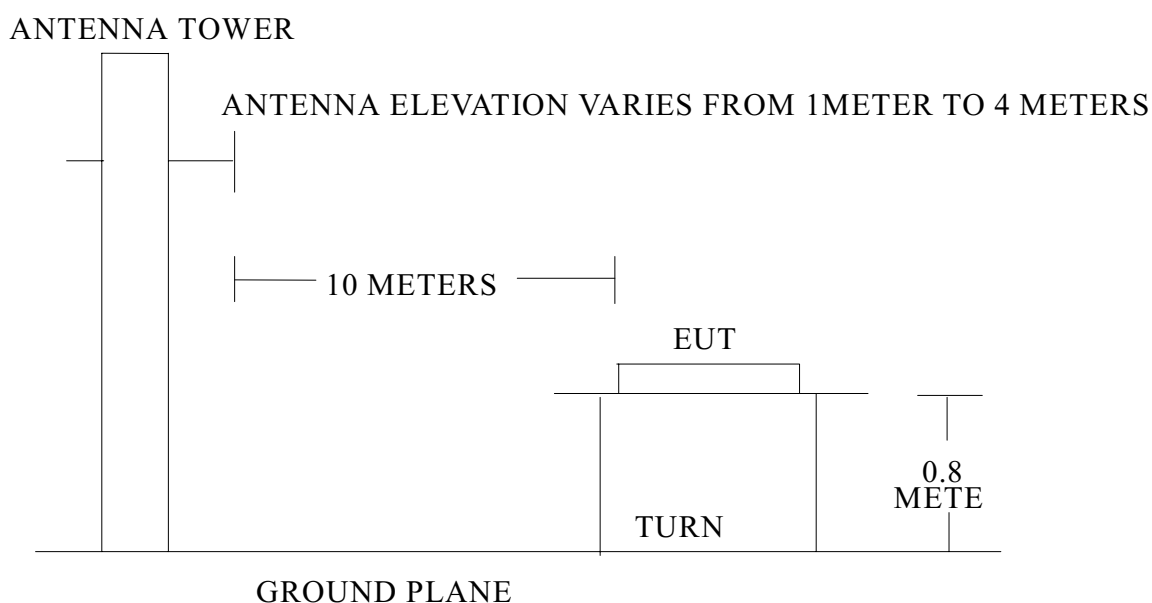 ANTENNA TOWER
ANTENNA ELEVATION VARIES FROM 1METER TO 4 METERS
10 METERS
EUT
0.8
METE
TURN
GROUND PLANE